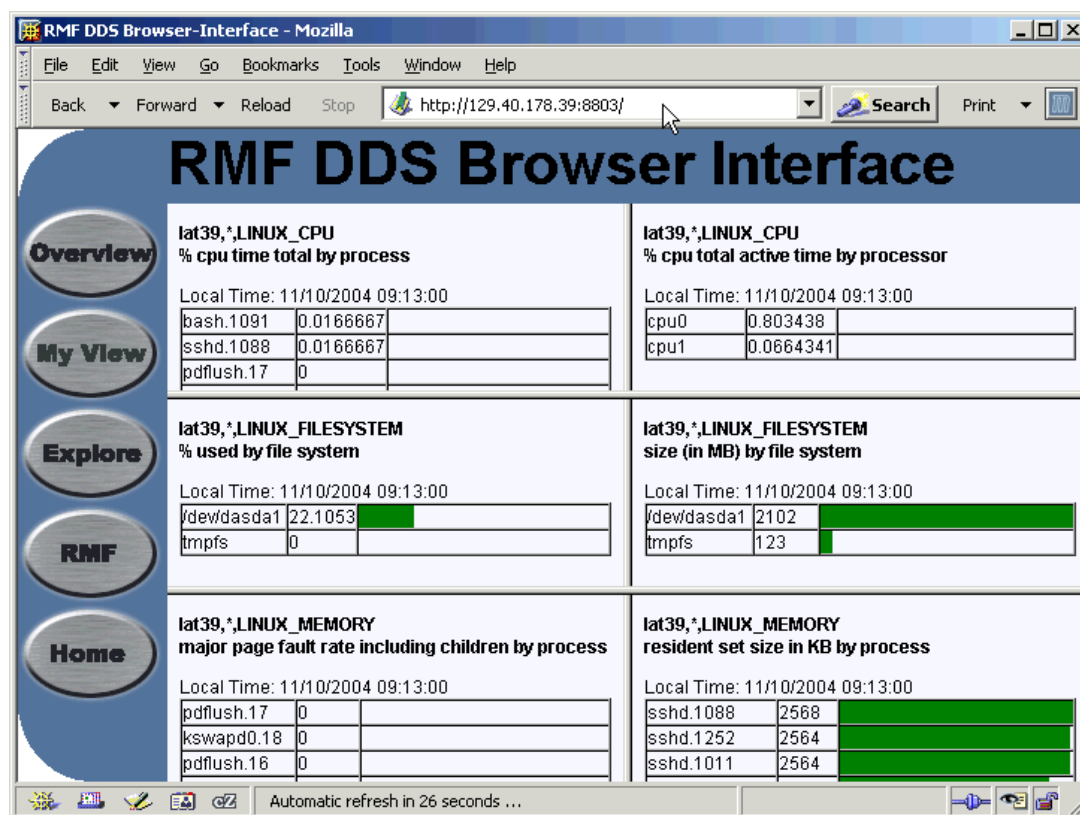 RMF DDS Browser-Interface - Mozilla
File Edit View Go Bookmarks Tools Window Help
Back Forward Reload Stop http://129.40.178.39:8803/ Search Print
RMF DDS Browser Interface
Overview
My View
Explore
RMF
Home
lat39,*,LINUX_CPU
% cpu time total by process
Local Time: 11/10/2004 09:13:00
bash.1091 0.0166667
sshd.1088 0.0166667
pdflush.17 0
lat39,*,LINUX_CPU
% cpu total active time by processor
Local Time: 11/10/2004 09:13:00
cpu0 0.803438
cpu1 0.0664341
lat39,*,LINUX_FILESYSTEM
% used by file system
Local Time: 11/10/2004 09:13:00
/dev/dasda1 22.1053
tmpfs 0
lat39,*,LINUX_FILESYSTEM
size (in MB) by file system
Local Time: 11/10/2004 09:13:00
/dev/dasda1 2102
tmpfs 123
lat39,*,LINUX_MEMORY
major page fault rate including children by process
Local Time: 11/10/2004 09:13:00
pdflush.17 0
kswapd0.18 0
pdflush.16 0
lat39,*,LINUX_MEMORY
resident set size in KB by process
Local Time: 11/10/2004 09:13:00
sshd.1088 2568
sshd.1252 2564
sshd.1011 2564
Automatic refresh in 26 seconds ...